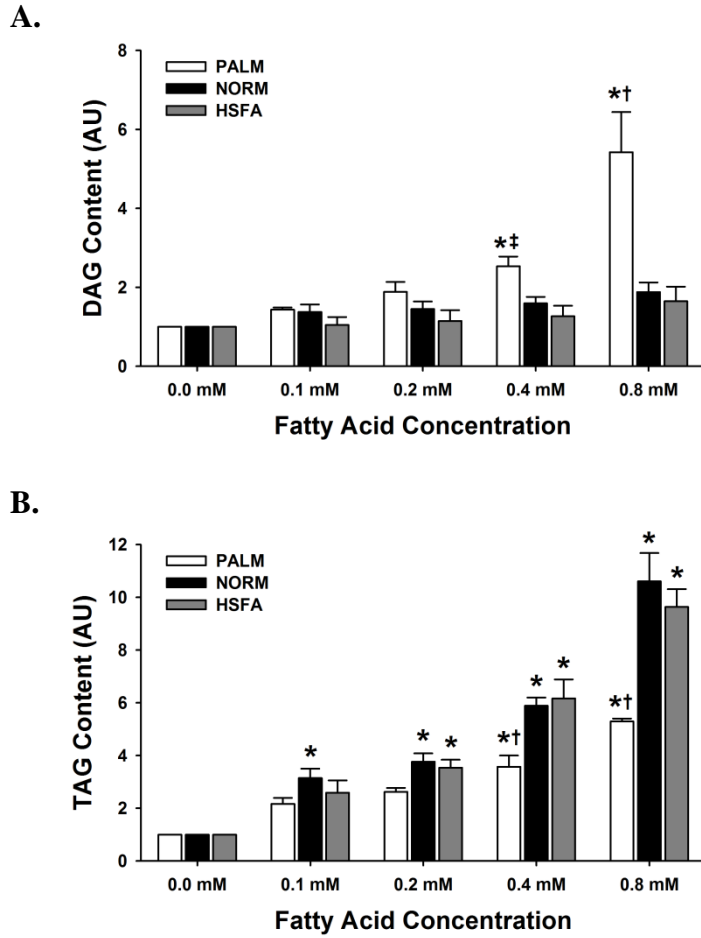 A.
DAG Content (AU)
8
6
4
2
0
PALM
NORM
HSFA
*‡
*†
0.0 mM 0.1 mM 0.2 mM 0.4 mM 0.8 mM
Fatty Acid Concentration
B.
TAG Content (AU)
12
10
8
6
4
2
0
PALM
NORM
HSFA
*
* *
*† * *
*† * *
0.0 mM 0.1 mM 0.2 mM 0.4 mM 0.8 mM
Fatty Acid Concentration